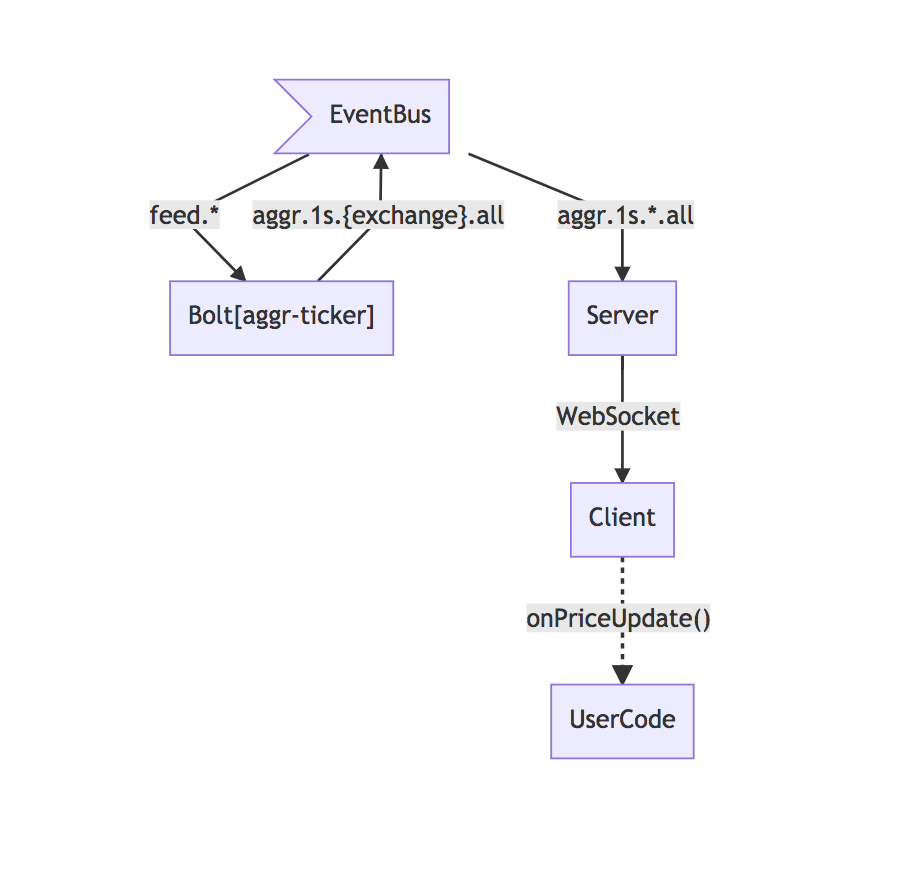 EventBus
feed.*
aggr.1s.{exchange}.all
aggr.1s.*.all
Bolt[aggr-ticker]
Server
WebSocket
Client
onPriceUpdate()
UserCode